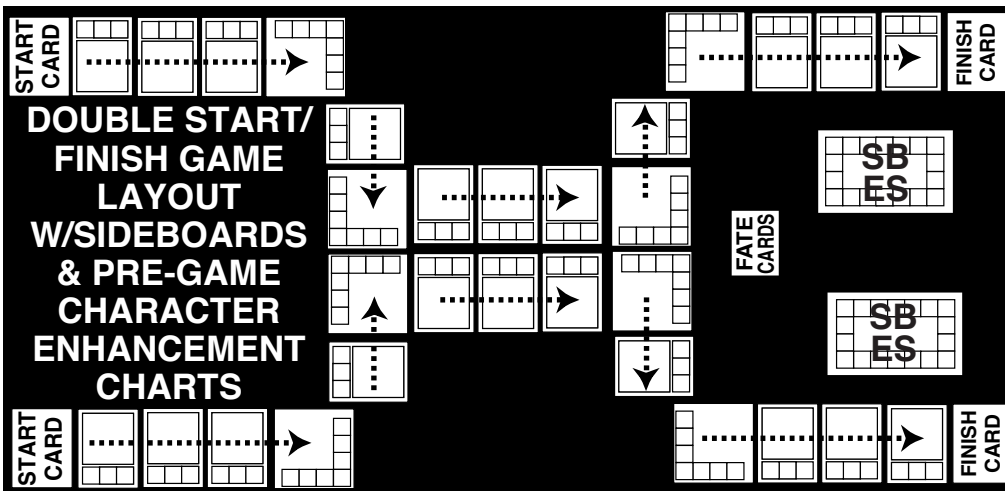 START
CARD
FINISH
CARD
DOUBLE START/
FINISH GAME
LAYOUT
W/SIDEBOARDS
& PRE-GAME
CHARACTER
ENHANCEMENT
CHARTS
SB
ES
FATE
CARDS
SB
ES
START
CARD
FINISH
CARD